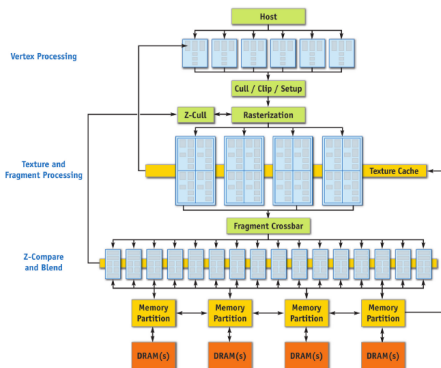 Host
Vertex Processing
Cull / Clip / Setup
Z-Cull
Rasterization
Texture and
Fragment Processing
Texture Cache
Fragment Crossbar
Z-Compare
and Blend
Memory
Partition
Memory
Partition
Memory
Partition
Memory
Partition
DRAM(s)
DRAM(s)
DRAM(s)
DRAM(s)